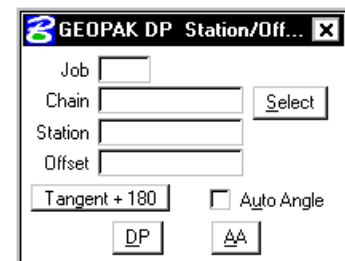 GEOPAK DP Station/Off...
Job
Chain
Select
Station
Offset
Tangent + 180
Auto Angle
DP
AA